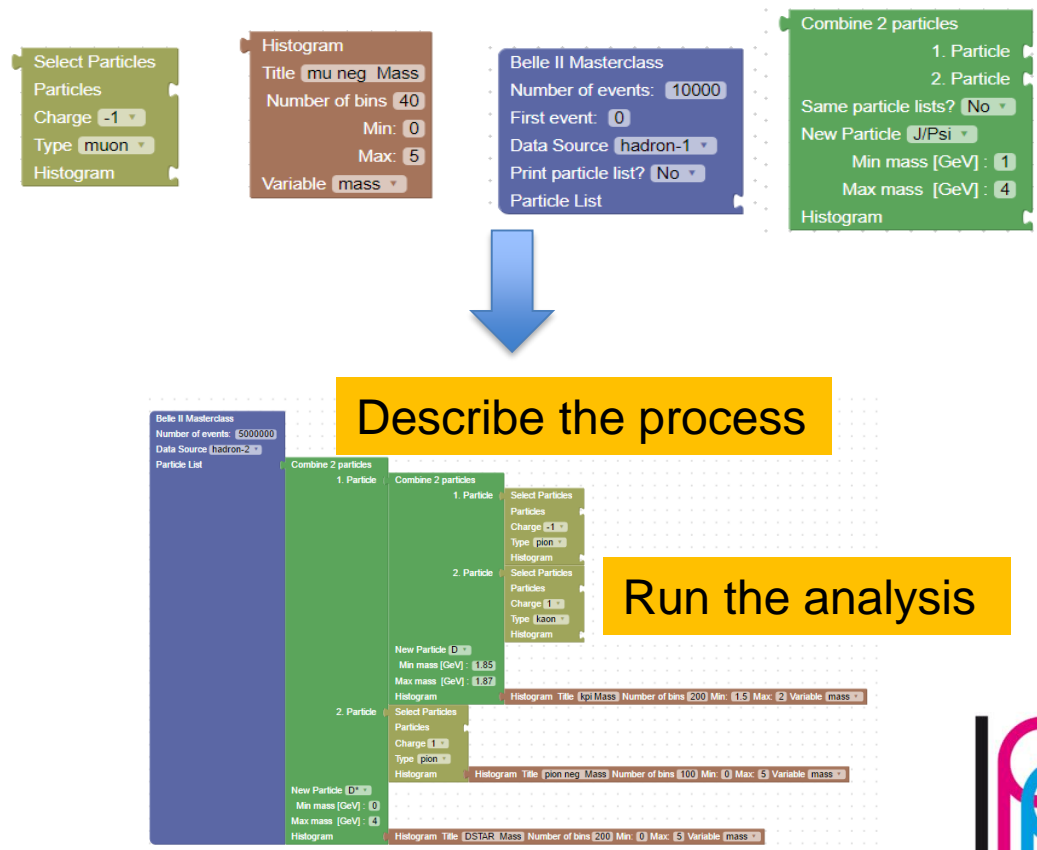 Select Particles
Particles
Charge -1
Type muon
Histogram
Histogram
Title mu neg Mass
Number of bins 40
Min: 0
Max: 5
Variable mass
Belle II Masterclass
Number of events: 10000
First event: 0
Data Source hadron-1
Print particle list? No
Particle List
Combine 2 particles
1. Particle
2. Particle
Same particle lists? No
New Particle J/Psi
Min mass [GeV] : 1
Max mass [GeV] : 4
Histogram
Describe the process
Belle II Masterclass
Number of events: 5000000
Data Source hadron-2
Particle List
Combine 2 particles
1. Particle
Combine 2 particles
1. Particle
Select Particles
Particles
Charge -1
Type pion
Histogram
2. Particle
Select Particles
Particles
Charge 1
Type kaon
Histogram
Run the analysis
New Particle D
Min mass [GeV] : 1.85
Max mass [GeV] : 1.87
Histogram
Histogram Title kpi Mass Number of bins 200 Min: 1.5 Max: 2 Variable mass
2. Particle
Select Particles
Particles
Charge 1
Type pion
Histogram
Histogram Title pion neg Mass Number of bins 100 Min: 0 Max: 5 Variable mass
New Particle D*
Min mass [GeV] : 0
Max mass [GeV] : 4
Histogram
Histogram Title DSTAR Mass Number of bins 200 Min: 0 Max: 5 Variable mass